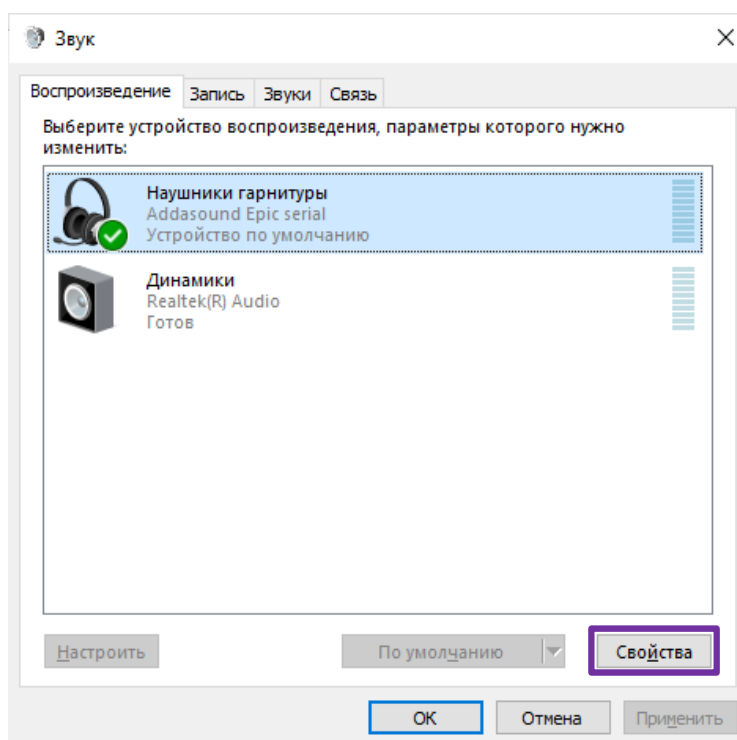 Звук
Воспроизведение Запись Звуки Связь
Выберите устройство воспроизведения, параметры которого нужно
изменить:
Наушники гарнитуры
Addasound Epic serial
Устройство по умолчанию
Динамики
Realtek(R) Audio
Готов
Настроить По умолчанию Свойства
ОК Отмена Применить